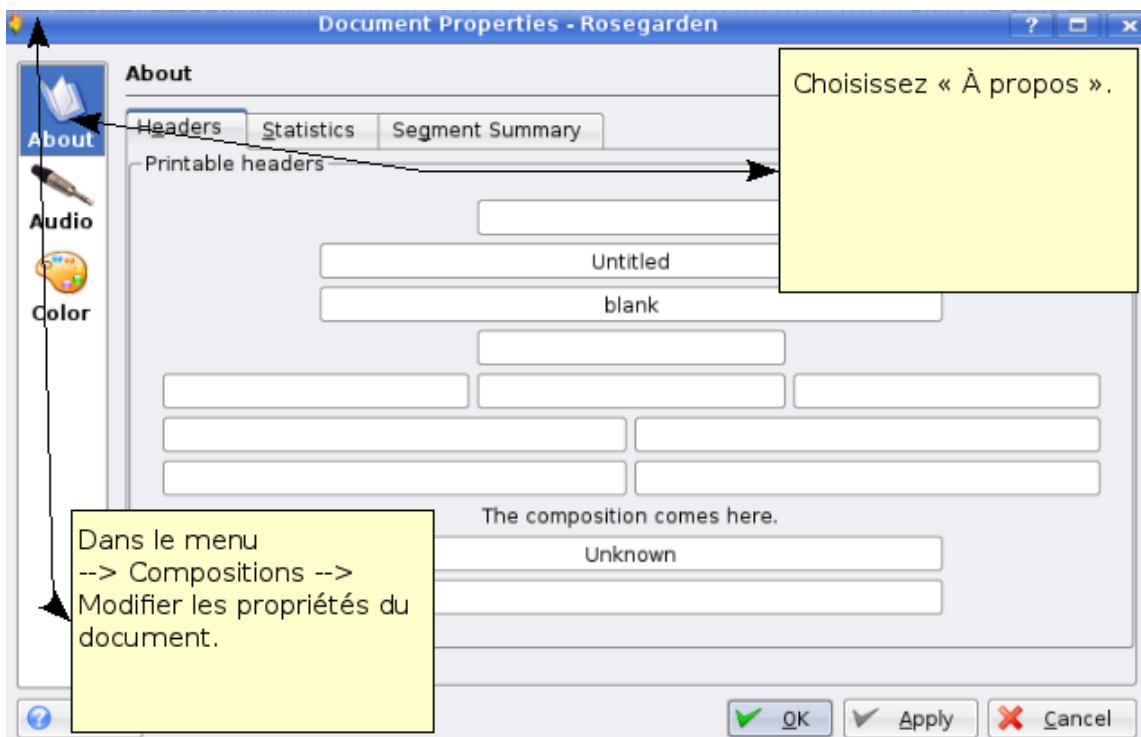 Document Properties - Rosegarden
About
Choisissez « À propos ».
About
Headers
Statistics
Segment Summary
Printable headers
Audio
Untitled
Color
blank
The composition comes here.
Unknown
Dans le menu
--> Compositions -->
Modifier les propriétés du
document.
OK
Apply
Cancel